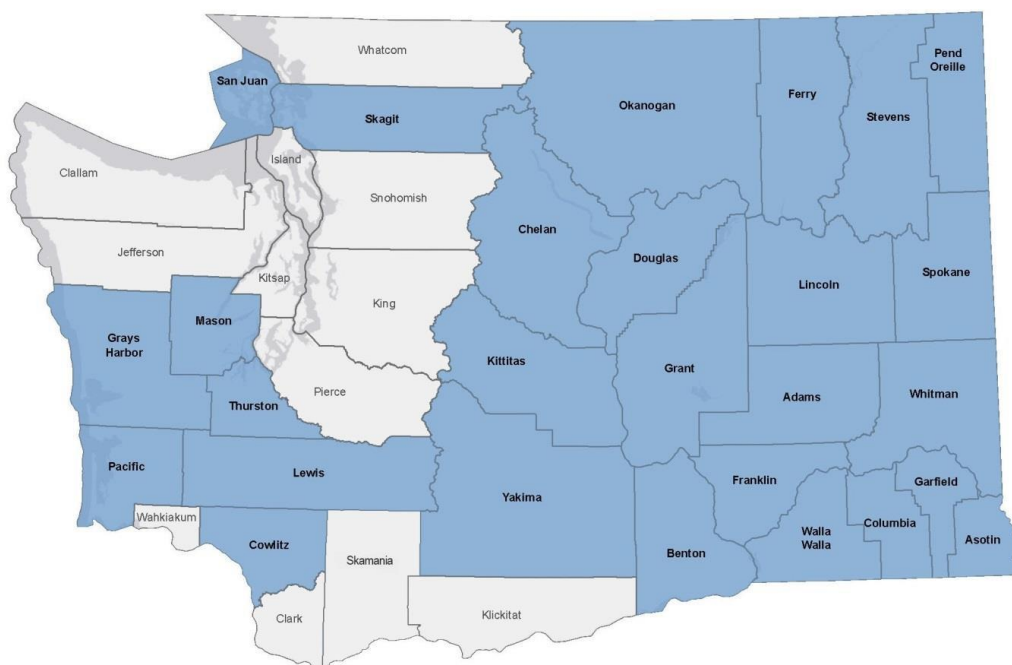 Whatcom
San Juan
Skagit
Okanogan
Ferry
Stevens
Pend
Oreille
Clallam
Island
Snohomish
Chelan
Jefferson
Kitsap
King
Douglas
Lincoln
Spokane
Grays
Harbor
Mason
Kittitas
Grant
Adams
Whitman
Thurston
Pierce
Pacific
Lewis
Yakima
Franklin
Garfield
Wahkiakum
Cowlitz
Skamania
Benton
Walla
Walla
Columbia
Asotin
Clark
Klickitat